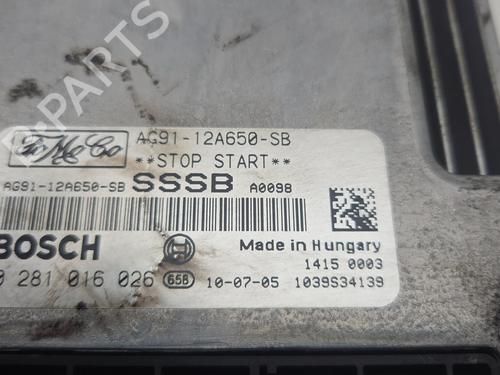 FoMoCo AG91-12A650-SB
**STOP START**
AG91-12A650-SB SSSB A0098
BOSCH Made in Hungary
0 281 016 026 658 10-07-05 1415 0003
1039S34139
B-PARTS